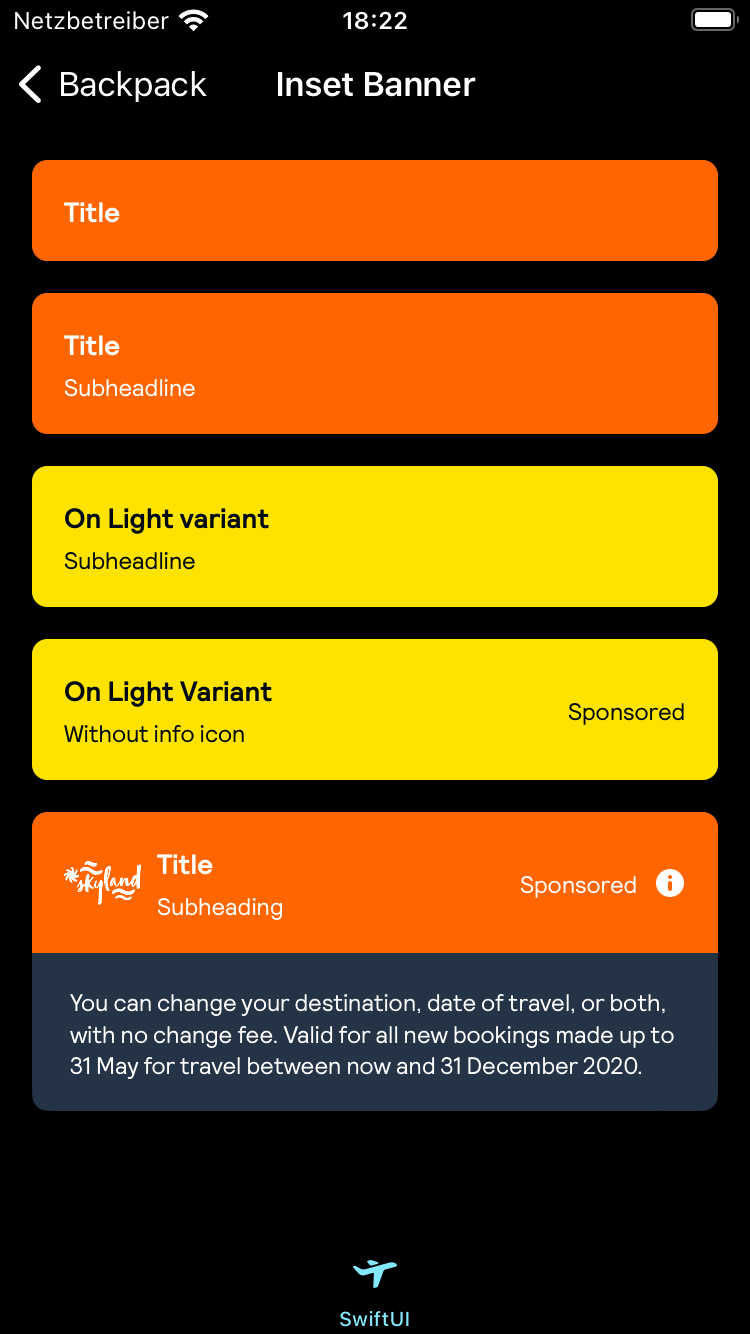 Netzbetreiber 18:22
Backpack Inset Banner
Title
Title
Subheadline
On Light variant
Subheadline
On Light Variant
Without info icon
Sponsored
skyland
Title
Subheading
Sponsored
You can change your destination, date of travel, or both,
with no change fee. Valid for all new bookings made up to
31 May for travel between now and 31 December 2020.
SwiftUI